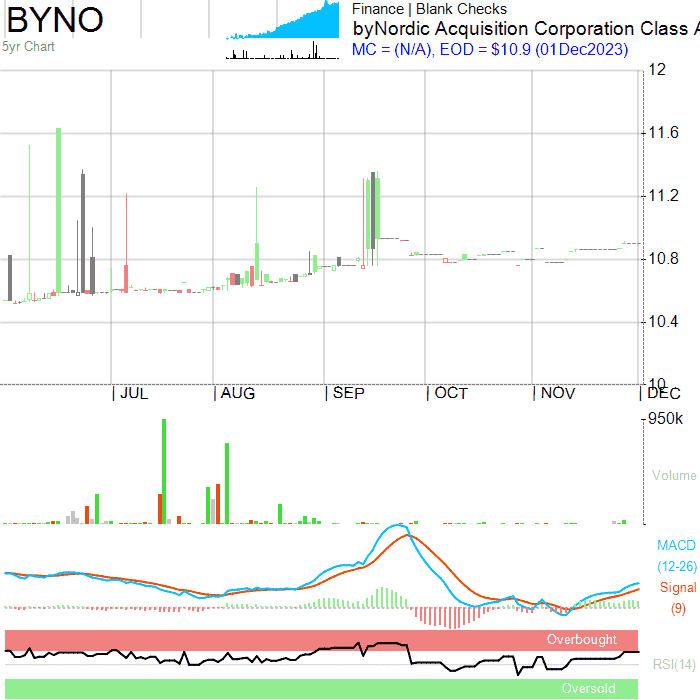 BYNO
5yr Chart
Finance | Blank Checks
byNordic Acquisition Corporation Class A
MC = (N/A), EOD = $10.9 (01Dec2023)
12
11.6
11.2
10.8
10.4
10
JUL AUG SEP OCT NOV DEC
950k
Volume
MACD
(12-26)
Signal
(9)
Overbought
RSI(14)
Oversold